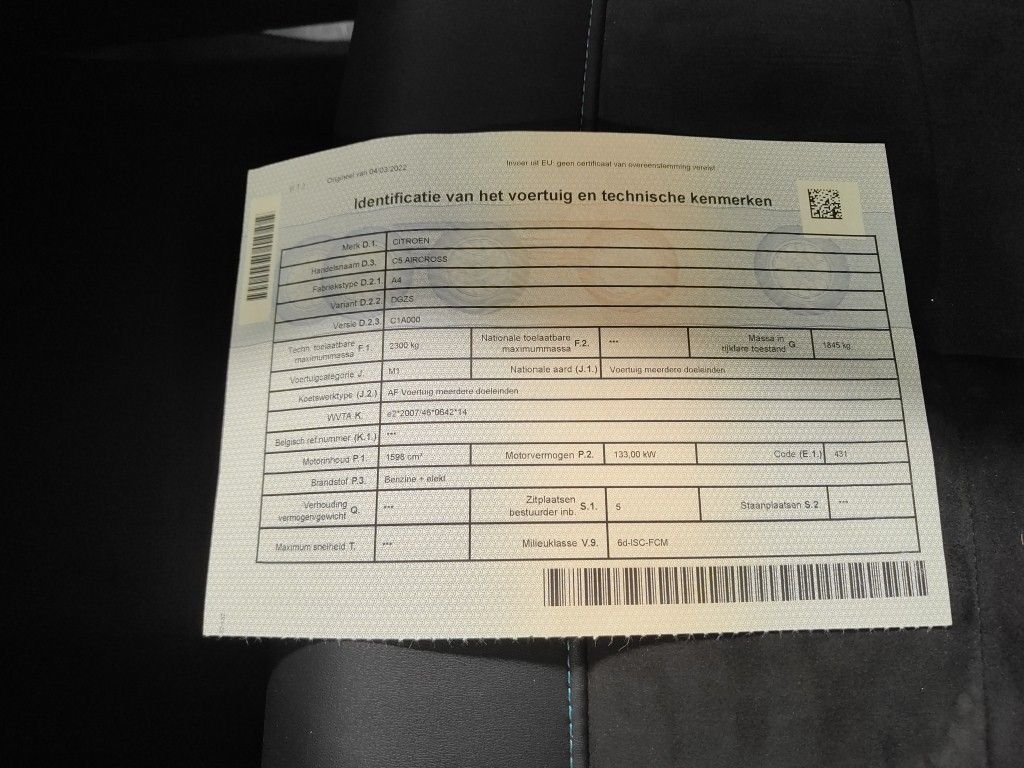 Origineel van 04/03/2022
Invoer uit EU: geen certificaat van overeenstemming vereist
Identificatie van het voertuig en technische kenmerken
Merk D.1. CITROEN
Handelsnaam D.3. C5 AIRCROSS
Fabriekstype D.2.1. A4
Variant D.2.2. DGZS
Versie D.2.3. C1A000
Techn. toelaatbare maximummassa F.1. 2300 kg Nationale toelaatbare maximummassa F.2. *** Massa in rijklare toestand G. 1845 kg
Voertuigcategorie J. M1 Nationale aard (J.1.) Voertuig meerdere doeleinden
Koetswerktype (J.2.) AF Voertuig meerdere doeleinden
WVTA K. e2*2007/46*0642*14
Belgisch ref.nummer (K.1.) ***
Motorinhoud P.1. 1598 cm³ Motorvermogen P.2. 133,00 kW Code (E.1.) 431
Brandstof P.3. Benzine + elekt
Verhouding vermogen/gewicht Q. *** Zitplaatsen bestuurder inb. S.1. 5 Staanplaatsen S.2. ***
Maximum snelheid T. *** Milieuklasse V.9. 6d-ISC-FCM